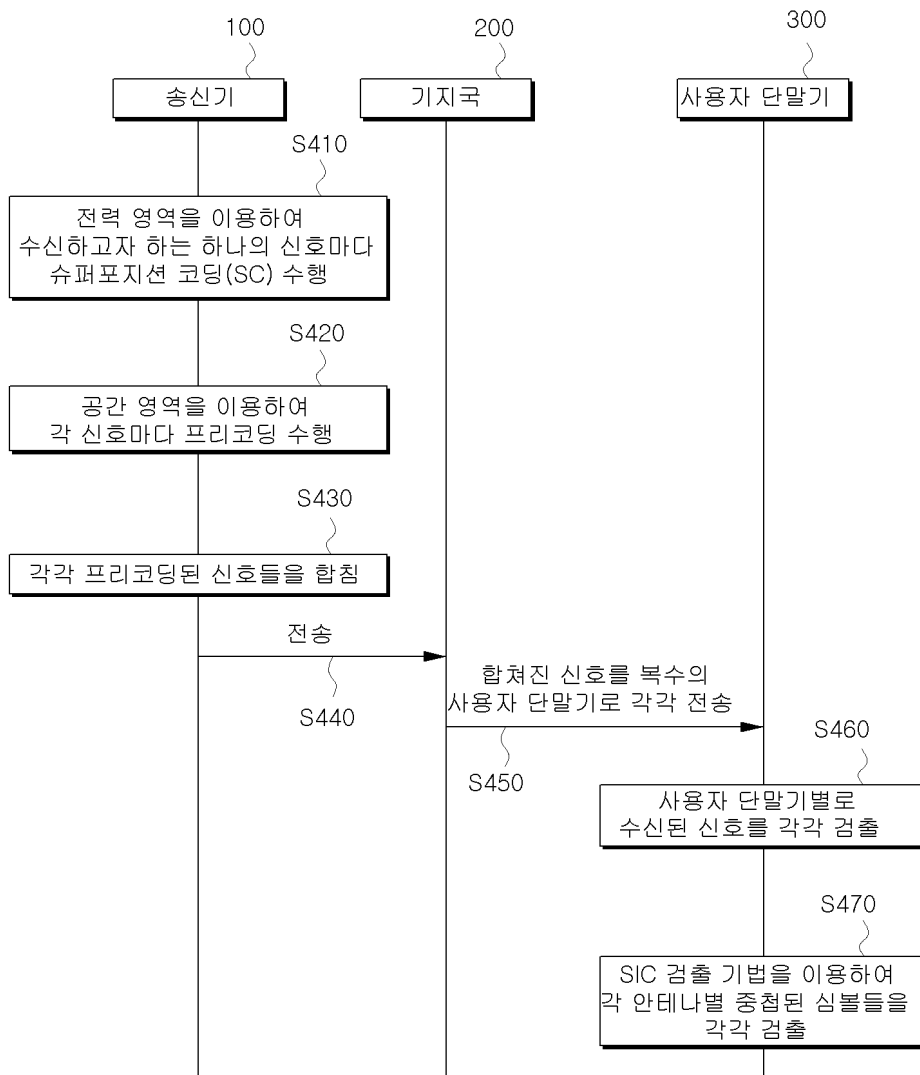 100
200
300
송신기
기지국
사용자 단말기
S410
전력 영역을 이용하여
수신하고자 하는 하나의 신호마다
슈퍼포지션 코딩(SC) 수행
S420
공간 영역을 이용하여
각 신호마다 프리코딩 수행
S430
각각 프리코딩된 신호들을 합침
전송
S440
합쳐진 신호를 복수의
사용자 단말기로 각각 전송
S450
S460
사용자 단말기별로
수신된 신호를 각각 검출
S470
SIC 검출 기법을 이용하여
각 안테나별 중첩된 심볼들을
각각 검출